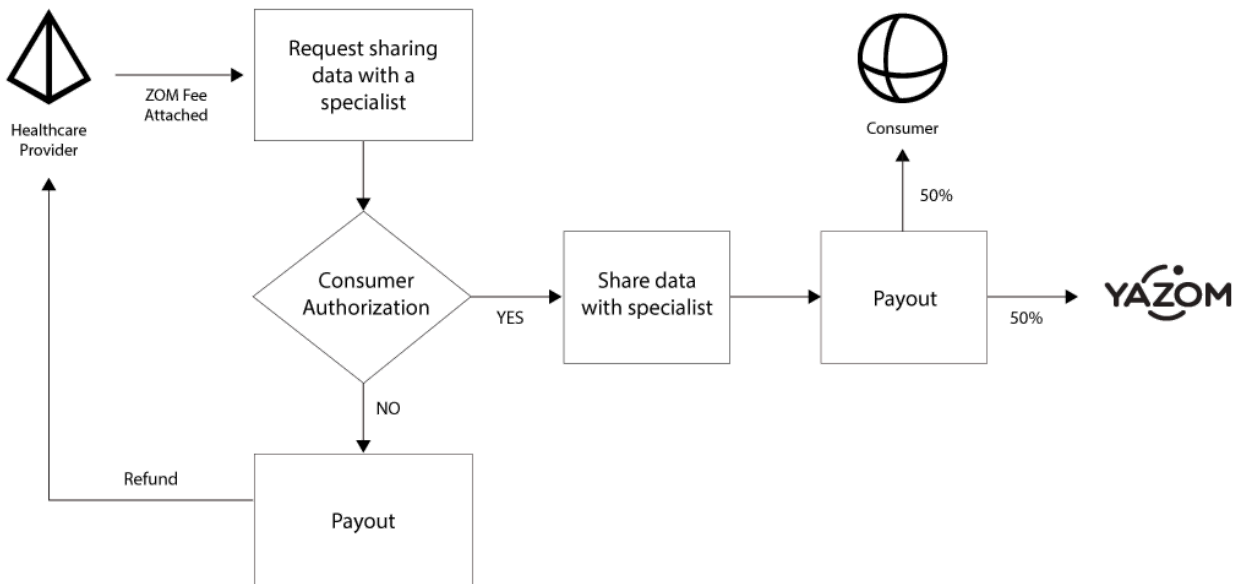 Healthcare
Provider
ZOM Fee
Attached
Request sharing
data with a
specialist
Consumer
50%
Consumer
Authorization
YES
Share data
with specialist
Payout
50%
YAZOM
NO
Refund
Payout